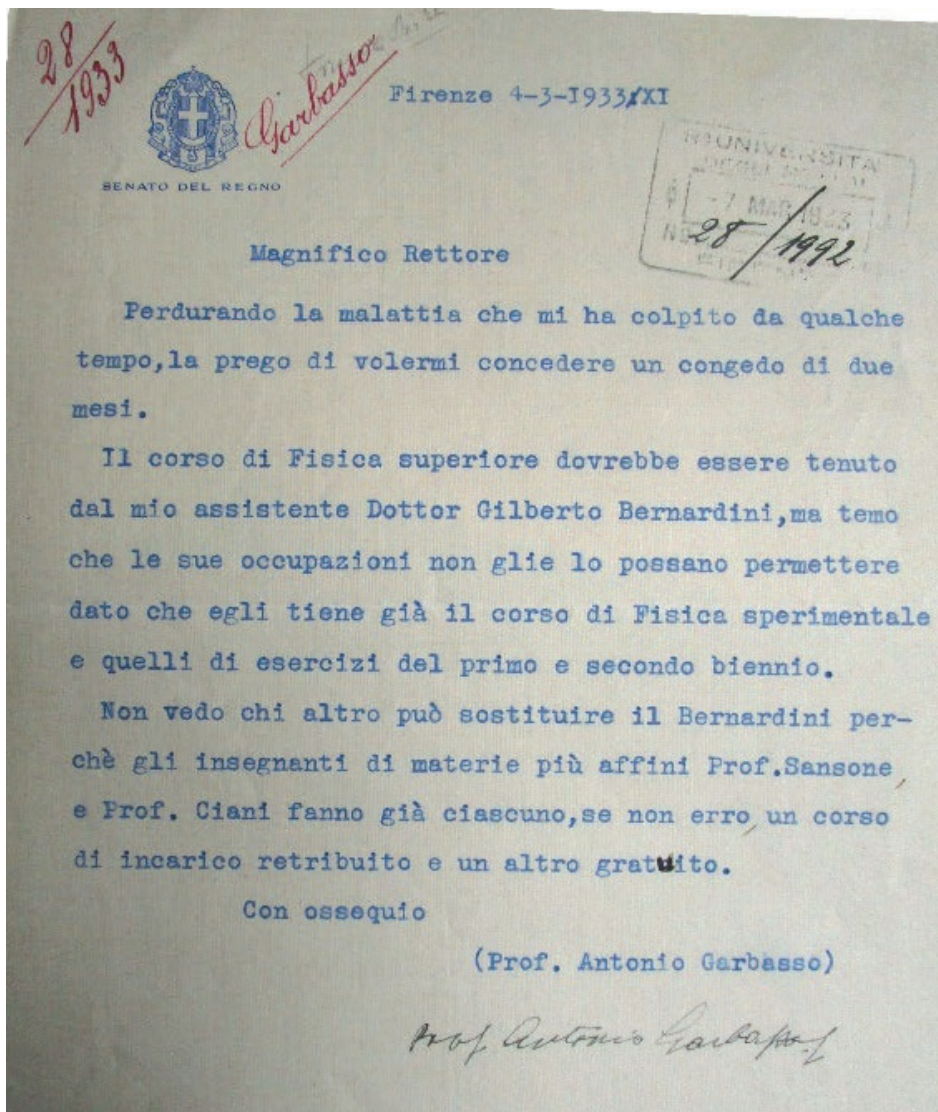 28/1933
Garbasso
Firenze 4-3-I933/XI
SENATO DEL REGNO
R. UNIVERSITA
DEGLI STUDI
-7 MAR 1933
28/1992
Magnifico Rettore
Perdurando la malattia che mi ha colpito da qualche
tempo,la prego di volermi concedere un congedo di due
mesi.
Il corso di Fisica superiore dovrebbe essere tenuto
dal mio assistente Dottor Gilberto Bernardini,ma temo
che le sue occupazioni non glie lo possano permettere
dato che egli tiene già il corso di Fisica sperimentale
e quelli di esercizi del primo e secondo biennio.
Non vedo chi altro può sostituire il Bernardini per-
chè gli insegnanti di materie più affini Prof.Sansone,
e Prof. Ciani fanno già ciascuno,se non erro, un corso
di incarico retribuito e un altro gratuito.
Con ossequio
(Prof. Antonio Garbasso)
Prof. Antonio Garbasso